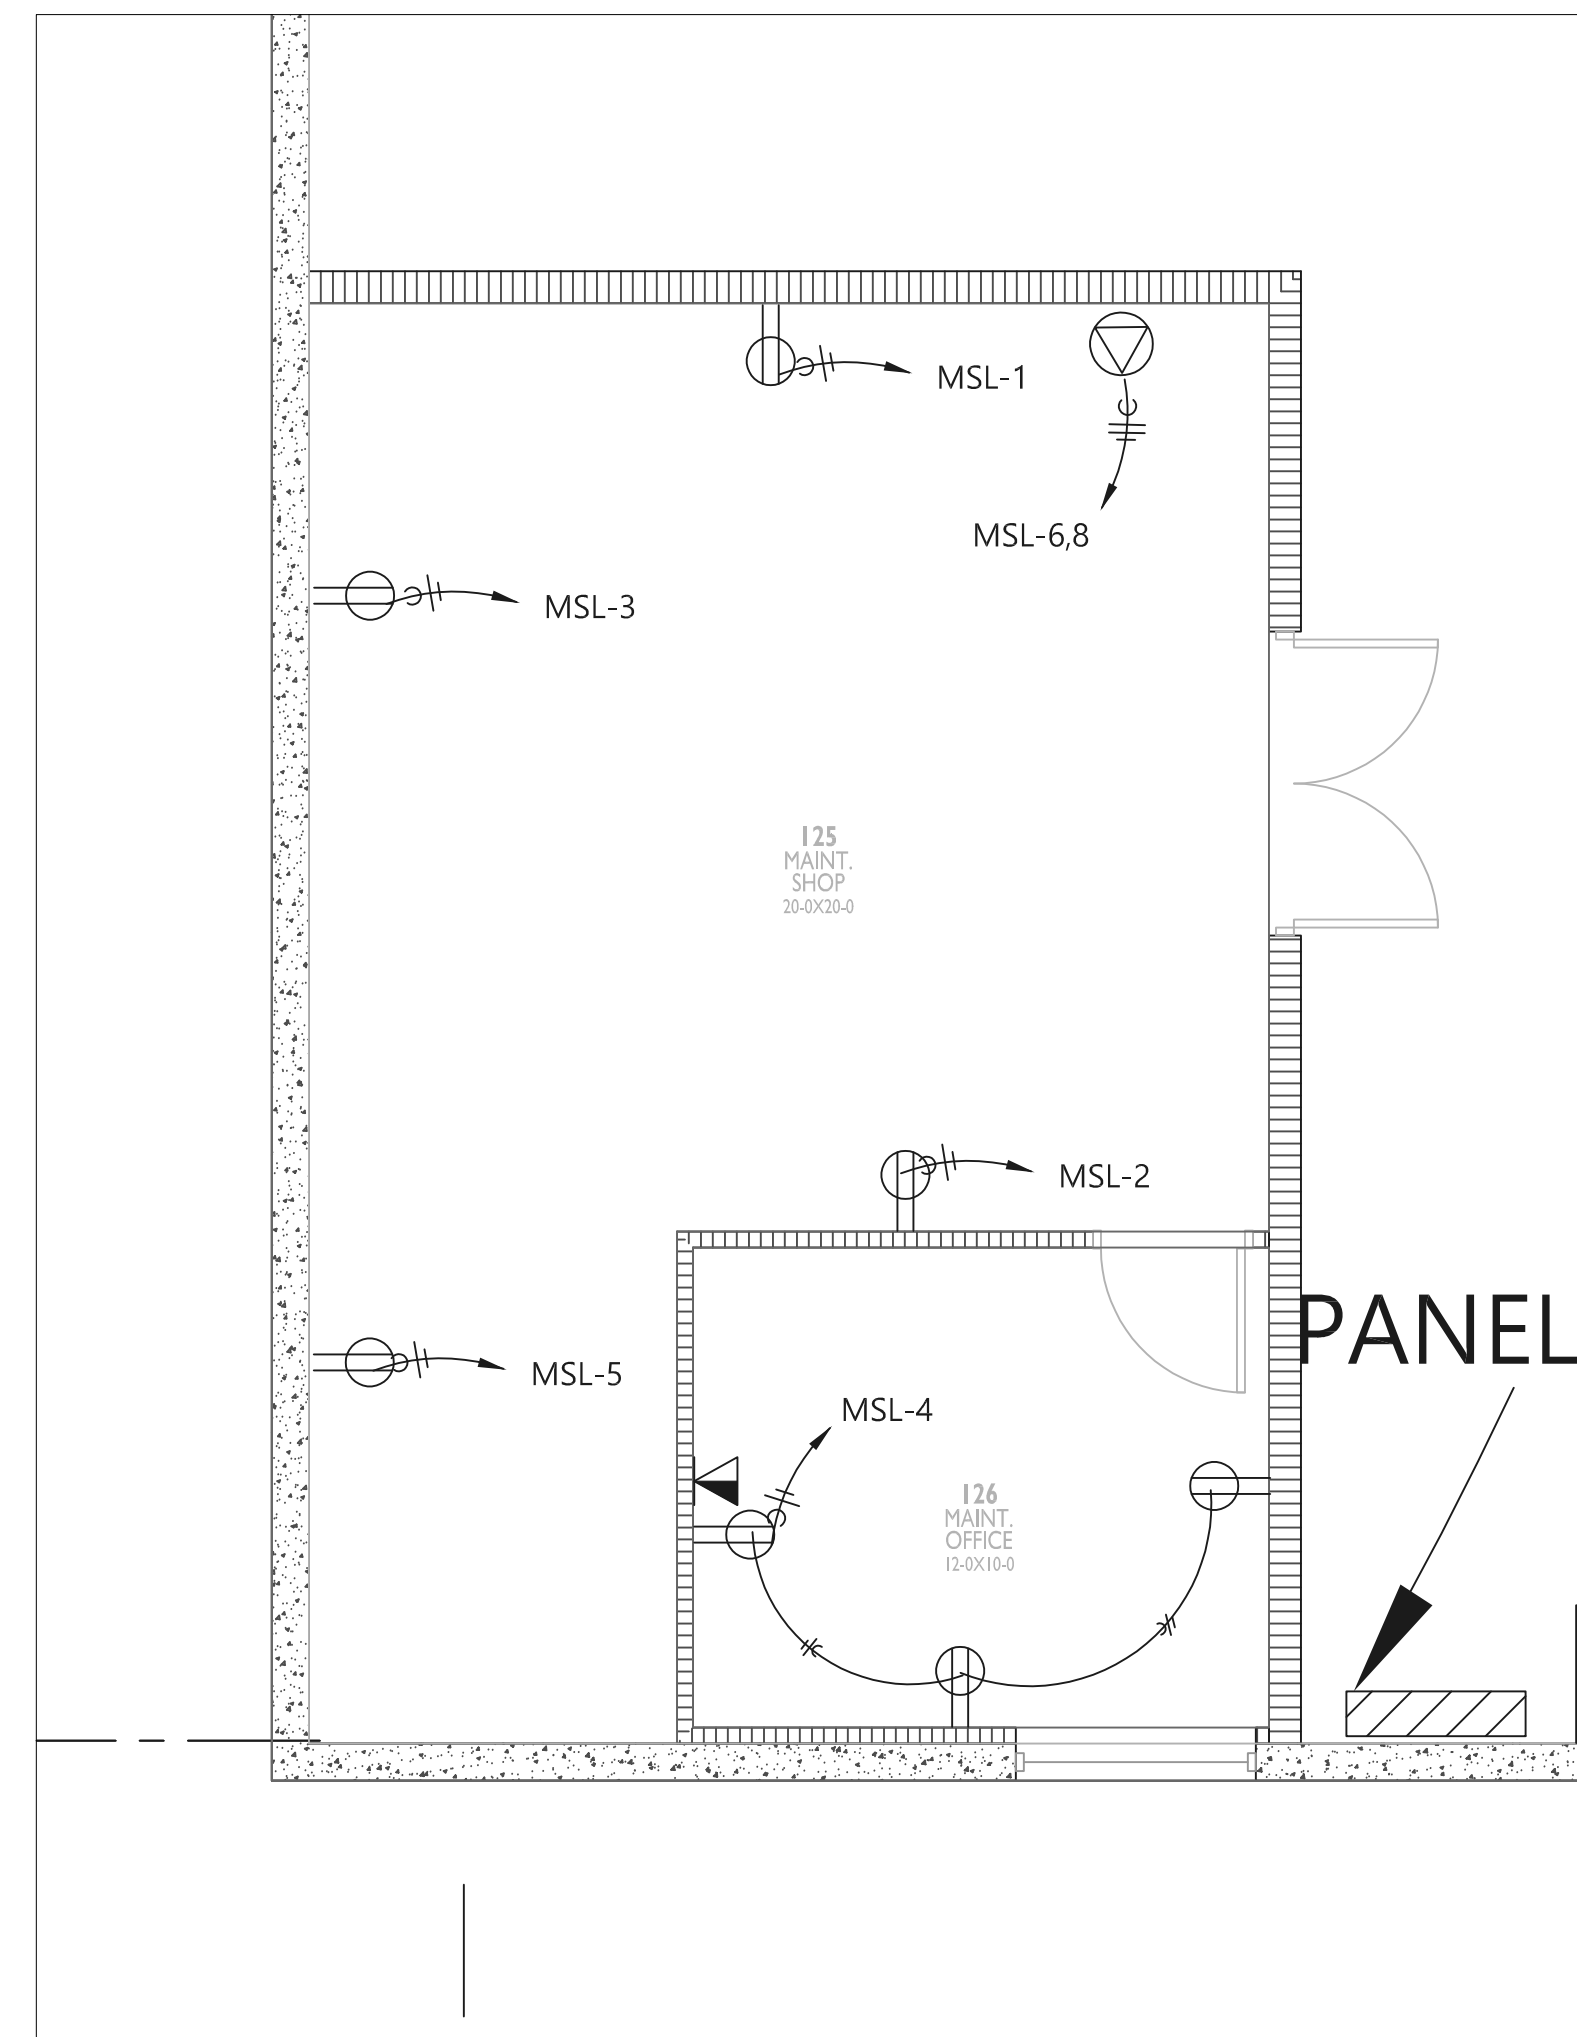 MSL-1
MSL-6,8
MSL-3
125
MAINT.
SHOP
20-0X20-0
MSL-2
PANEL
MSL-5
MSL-4
126
MAINT.
OFFICE
12-0X10-0